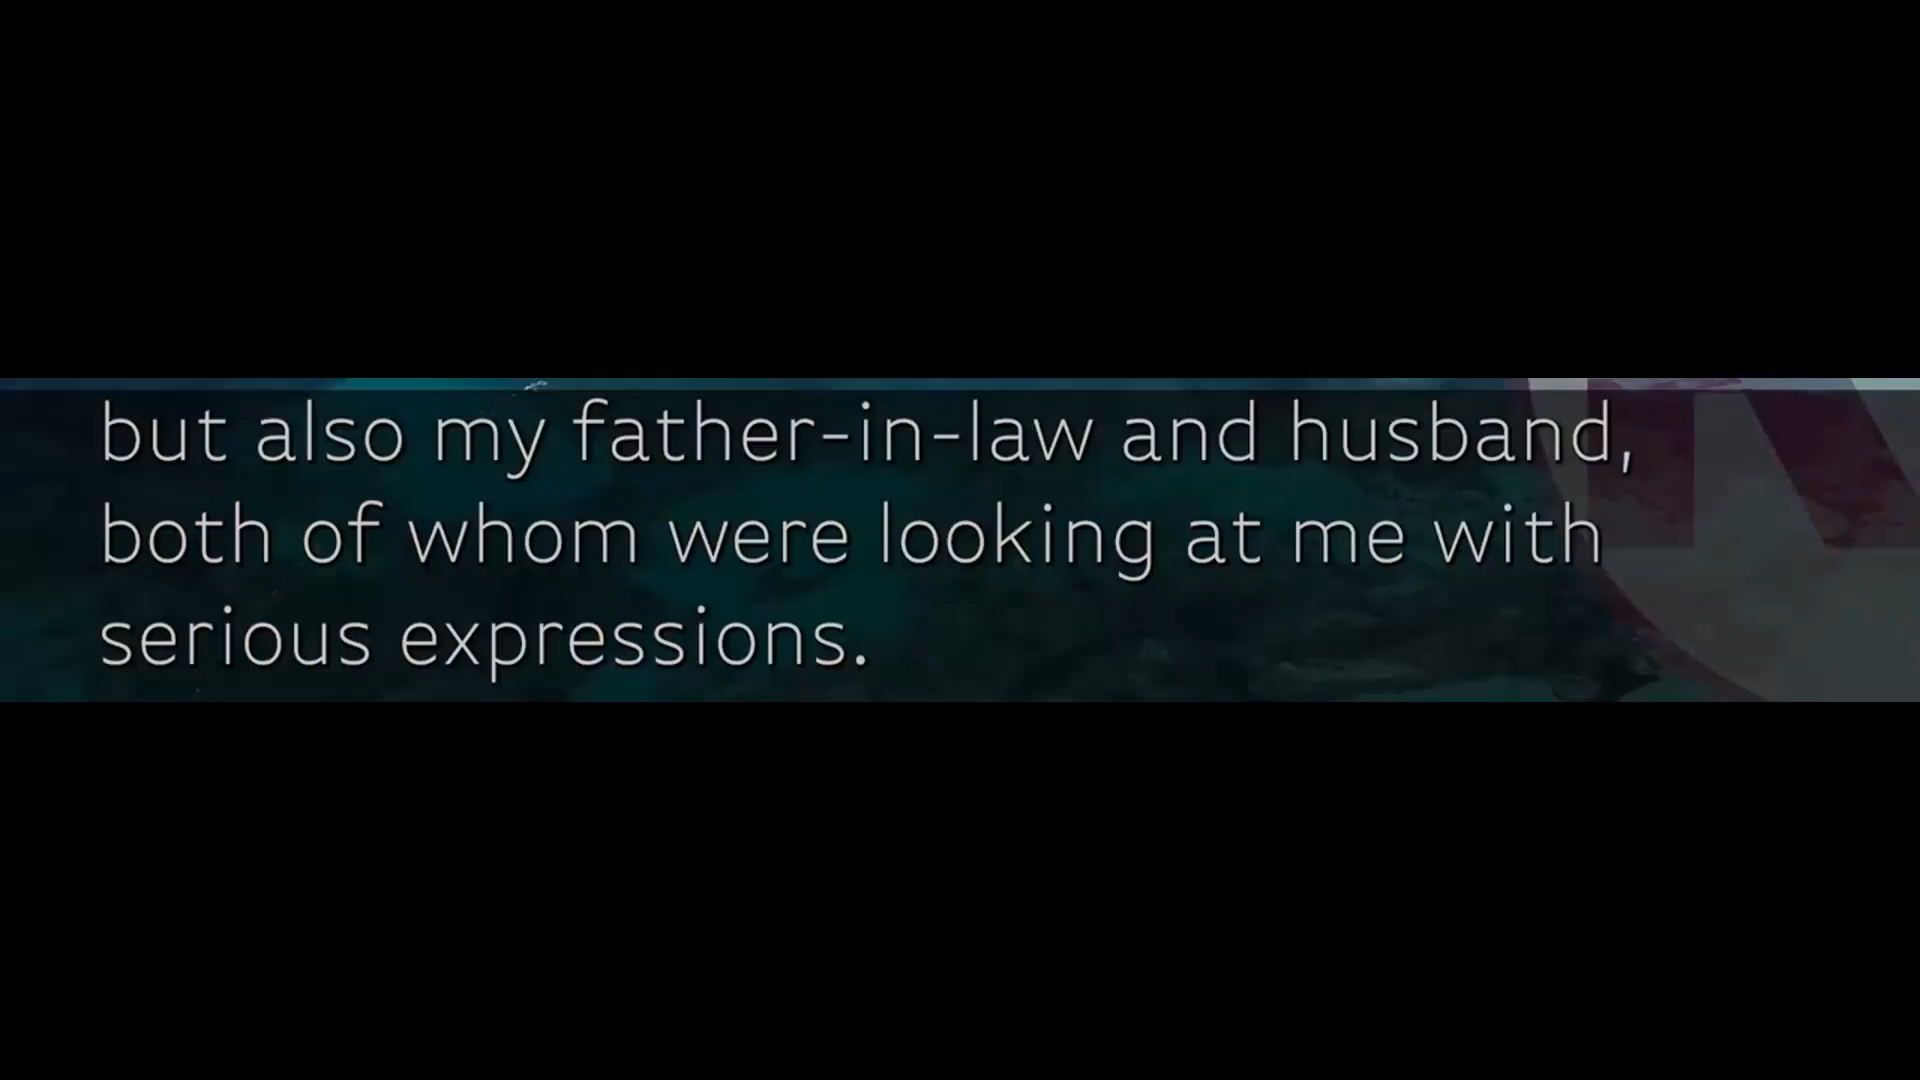 but also my father-in-law and husband,
both of whom were looking at me with
serious expressions.